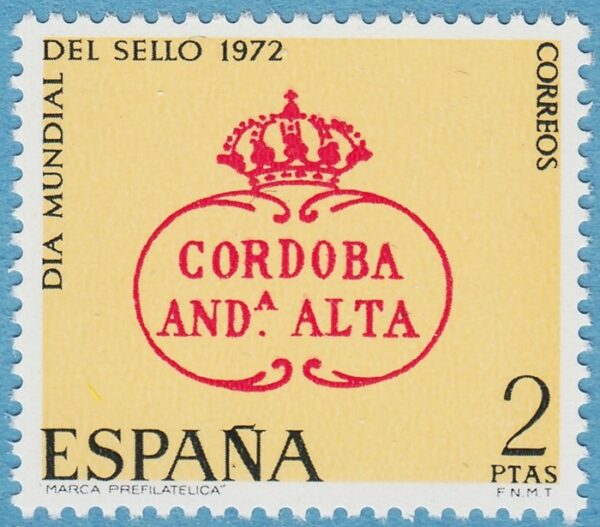 DIA MUNDIAL DEL SELLO 1972
CORREOS
CORDOBA
AND.ᴬ ALTA
2
PTAS
ESPAÑA
"MARCA PREFILATELICA"
F.N.M.T